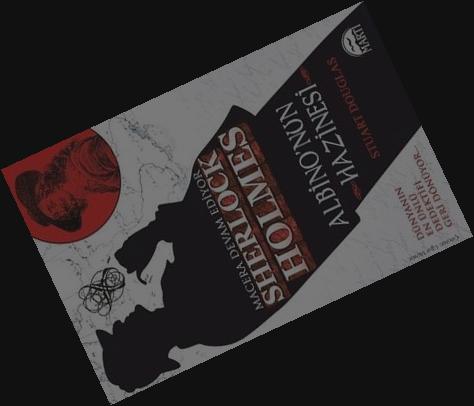 MARTI
DÜNYANIN
EN ÜNLÜ
DEDEKTİFİ
GERİ DÖNÜYOR...
STUART DOUGLAS
ALBİNO'NUN
HAZİNESİ
MACERA DEVAM EDİYOR
SHERLOCK
HOLMES